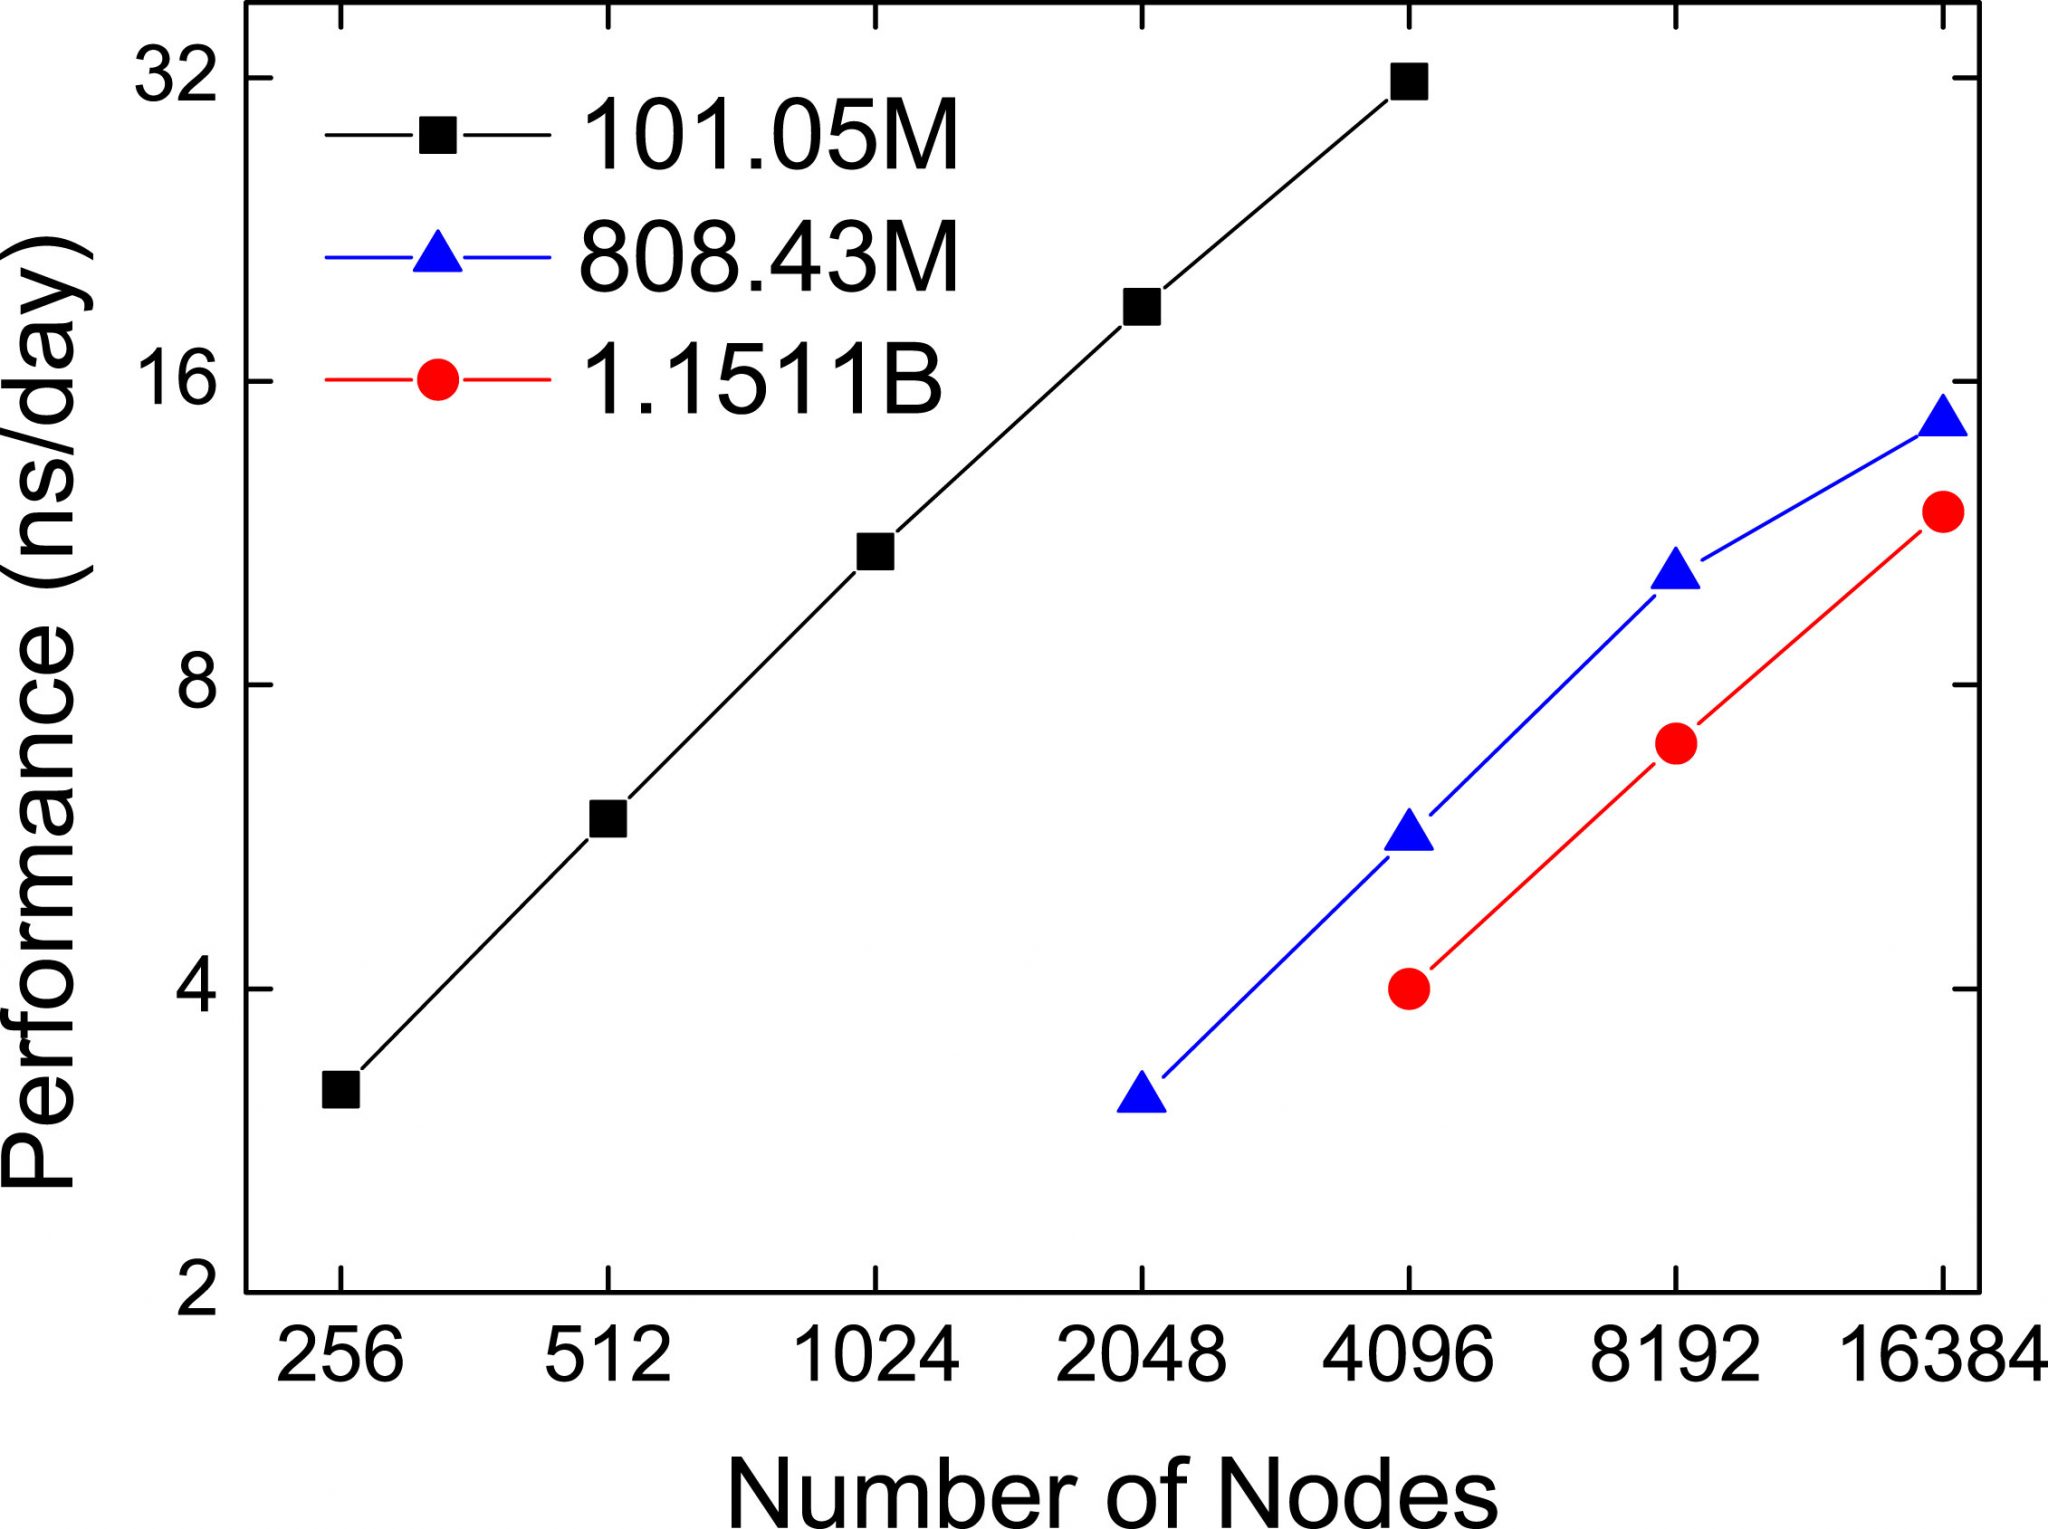 Performance (ns/day)
32
16
8
4
2
101.05M
808.43M
1.1511B
256 512 1024 2048 4096 8192 16384
Number of Nodes